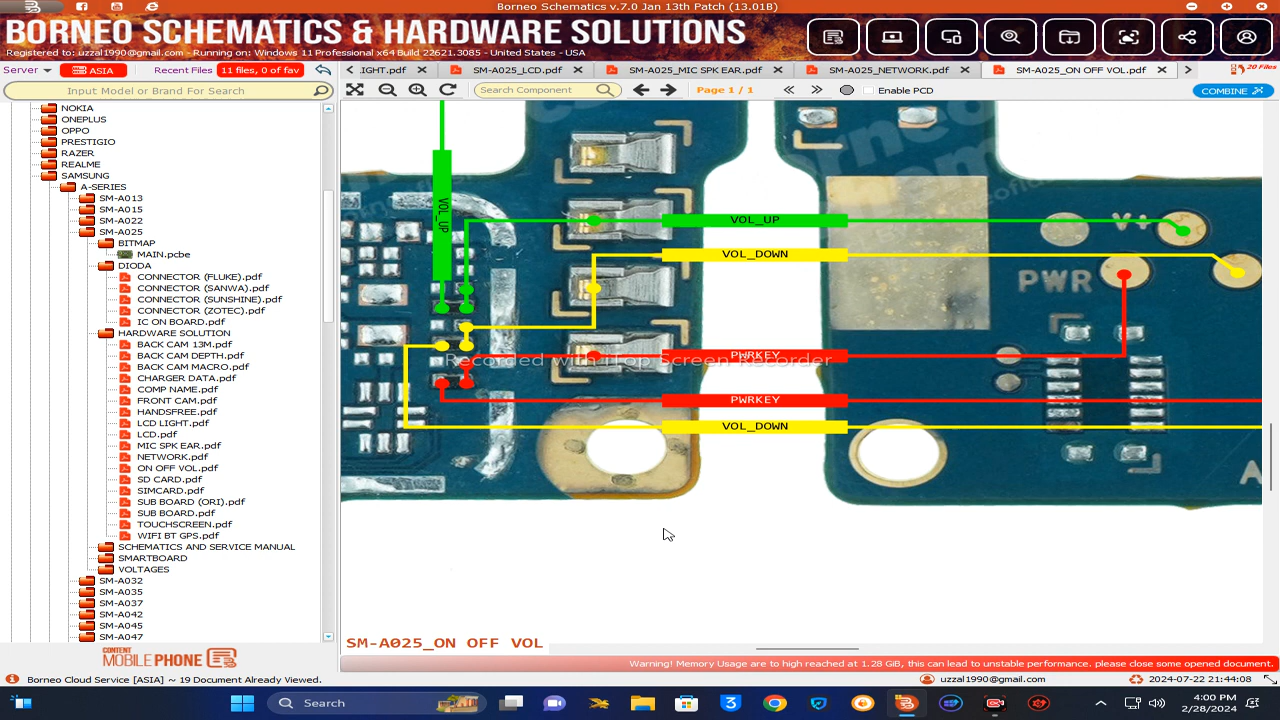 Borneo Schematics v.7.0 Jan 13th Patch (13.01B)
BORNEO SCHEMATICS & HARDWARE SOLUTIONS
Registered to: uzzal1990@gmail.com - Running on: Windows 11 Professional x64 Build 22621.3085 - United States - USA
Server
ASIA
Recent Files
11 files, 0 of fav
IGHT.pdf
SM-A025_LCD.pdf
SM-A025_MIC SPK EAR.pdf
SM-A025_NETWORK.pdf
SM-A025_ON OFF VOL.pdf
20 Files
Input Model or Brand For Search
Search Component
Page 1 / 1
Enable PCD
COMBINE
NOKIA
ONEPLUS
OPPO
PRESTIGIO
RAZER
REALME
SAMSUNG
A-SERIES
SM-A013
SM-A015
SM-A022
SM-A025
BITMAP
MAIN.pcbe
DIODA
CONNECTOR (FLUKE).pdf
CONNECTOR (SANWA).pdf
CONNECTOR (SUNSHINE).pdf
CONNECTOR (ZOTEC).pdf
IC ON BOARD.pdf
HARDWARE SOLUTION
BACK CAM 13M.pdf
BACK CAM DEPTH.pdf
BACK CAM MACRO.pdf
CHARGER DATA.pdf
COMP NAME.pdf
FRONT CAM.pdf
HANDSFREE.pdf
LCD LIGHT.pdf
LCD.pdf
MIC SPK EAR.pdf
NETWORK.pdf
ON OFF VOL.pdf
SD CARD.pdf
SIMCARD.pdf
SUB BOARD (ORI).pdf
SUB BOARD.pdf
TOUCHSCREEN.pdf
WIFI BT GPS.pdf
SCHEMATICS AND SERVICE MANUAL
SMARTBOARD
VOLTAGES
SM-A032
SM-A035
SM-A037
SM-A042
SM-A045
SM-A047
CONTENT
MOBILE PHONE
VOL_UP
VOL_UP
V+
VOL_DOWN
PWR
PWRKEY
Recorded with iTop Screen Recorder
PWRKEY
VOL_DOWN
SM-A025_ON OFF VOL
Warning! Memory Usage are to high reached at 1.28 GiB, this can lead to unstable performance. please close some opened document.
Borneo Cloud Service [ASIA] ~ 19 Document Already Viewed.
uzzal1990@gmail.com
2024-07-22 21:44:08
Search
4:00 PM
2/28/2024